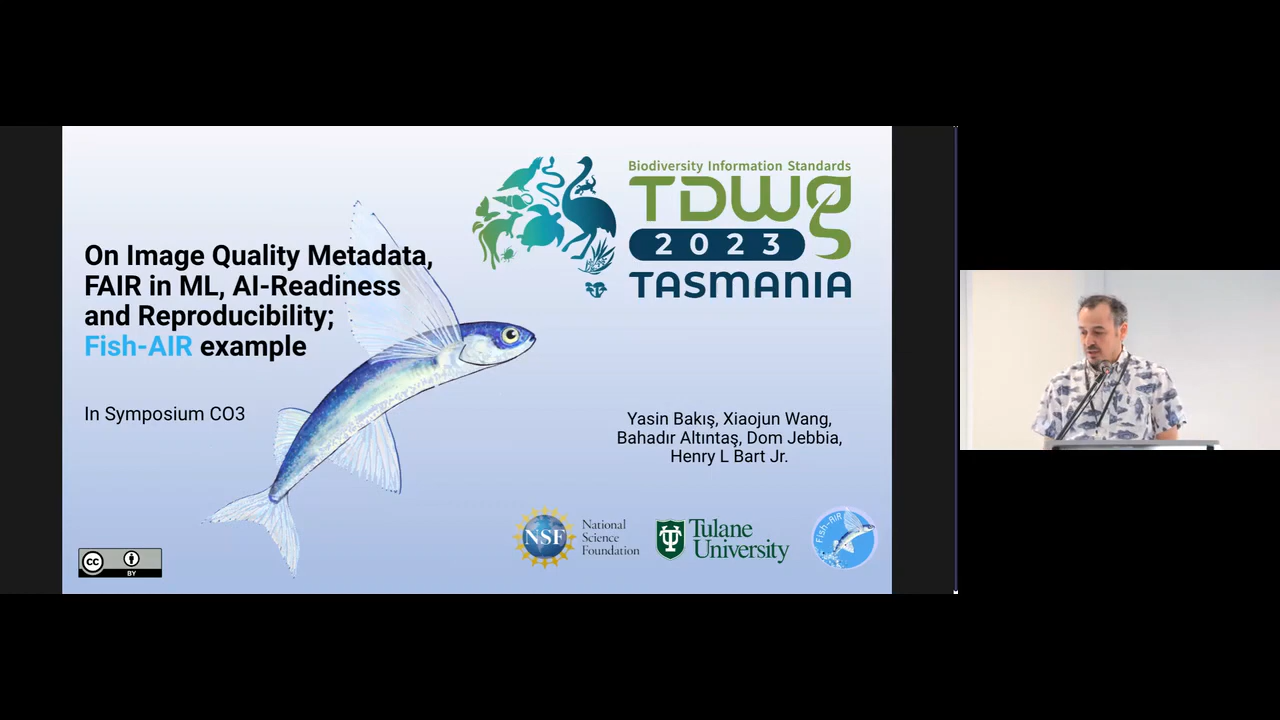 Biodiversity Information Standards
TDWG
2023
TASMANIA
On Image Quality Metadata,
FAIR in ML, AI-Readiness
and Reproducibility;
Fish-AIR example
In Symposium CO3
Yasin Bakış, Xiaojun Wang,
Bahadır Altıntaş, Dom Jebbia,
Henry L Bart Jr.
NSF
National
Science
Foundation
Tulane
University
Fish-AIR
cc
BY